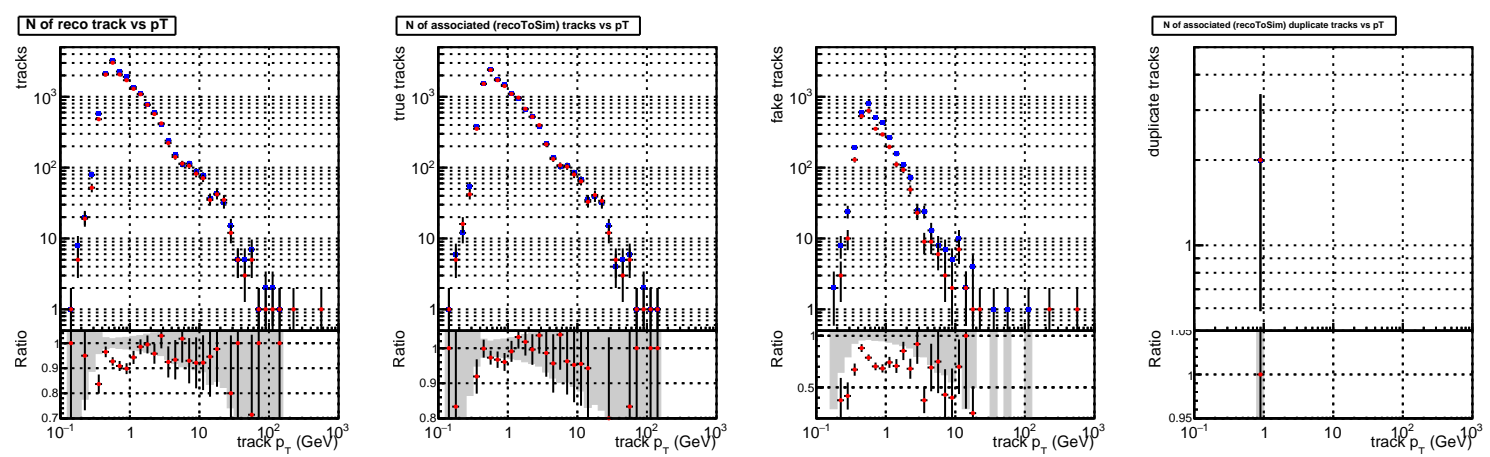 N of reco track vs pT
tracks
10³
10²
10
1
Ratio
1
0.9
0.8
0.7
10⁻¹ 1 10 10² 10³
track p_T (GeV)
N of associated (recoToSim) tracks vs pT
true tracks
10³
10²
10
1
Ratio
1
0.9
0.8
10⁻¹ 1 10 10² 10³
track p_T (GeV)
fake tracks
10³
10²
10
1
Ratio
1
0.5
10⁻¹ 1 10 10² 10³
track p_T (GeV)
N of associated (recoToSim) duplicate tracks vs pT
duplicate tracks
1
Ratio
1.05
1
0.95
10⁻¹ 1 10 10² 10³
track p_T (GeV)